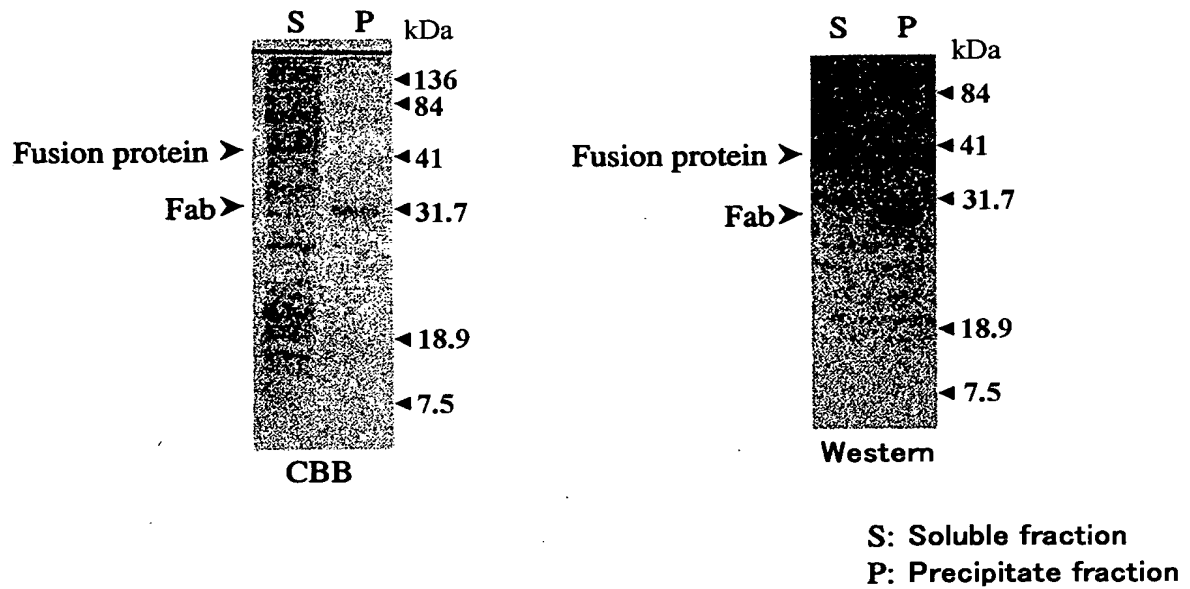 S P kDa
136
84
Fusion protein
41
Fab
31.7
18.9
7.5
CBB
S P
kDa
84
Fusion protein
41
Fab
31.7
18.9
7.5
Western
S: Soluble fraction
P: Precipitate fraction